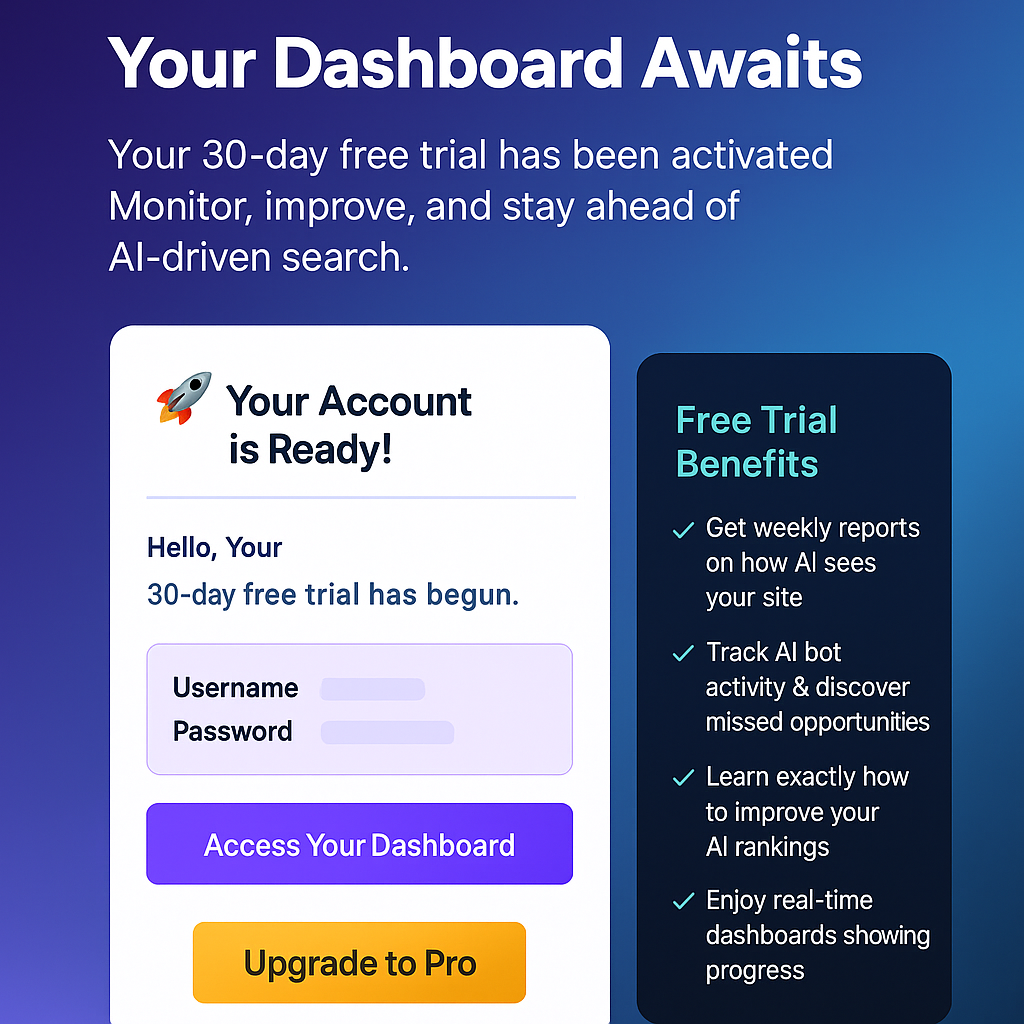 Your Dashboard Awaits
Your 30-day free trial has been activated
Monitor, improve, and stay ahead of
AI-driven search.
Your Account
is Ready!
Hello, Your
30-day free trial has begun.
Username
Password
Access Your Dashboard
Upgrade to Pro
Free Trial
Benefits
Get weekly reports
on how AI sees
your site
Track AI bot
activity & discover
missed opportunities
Learn exactly how
to improve your
AI rankings
Enjoy real-time
dashboards showing
progress